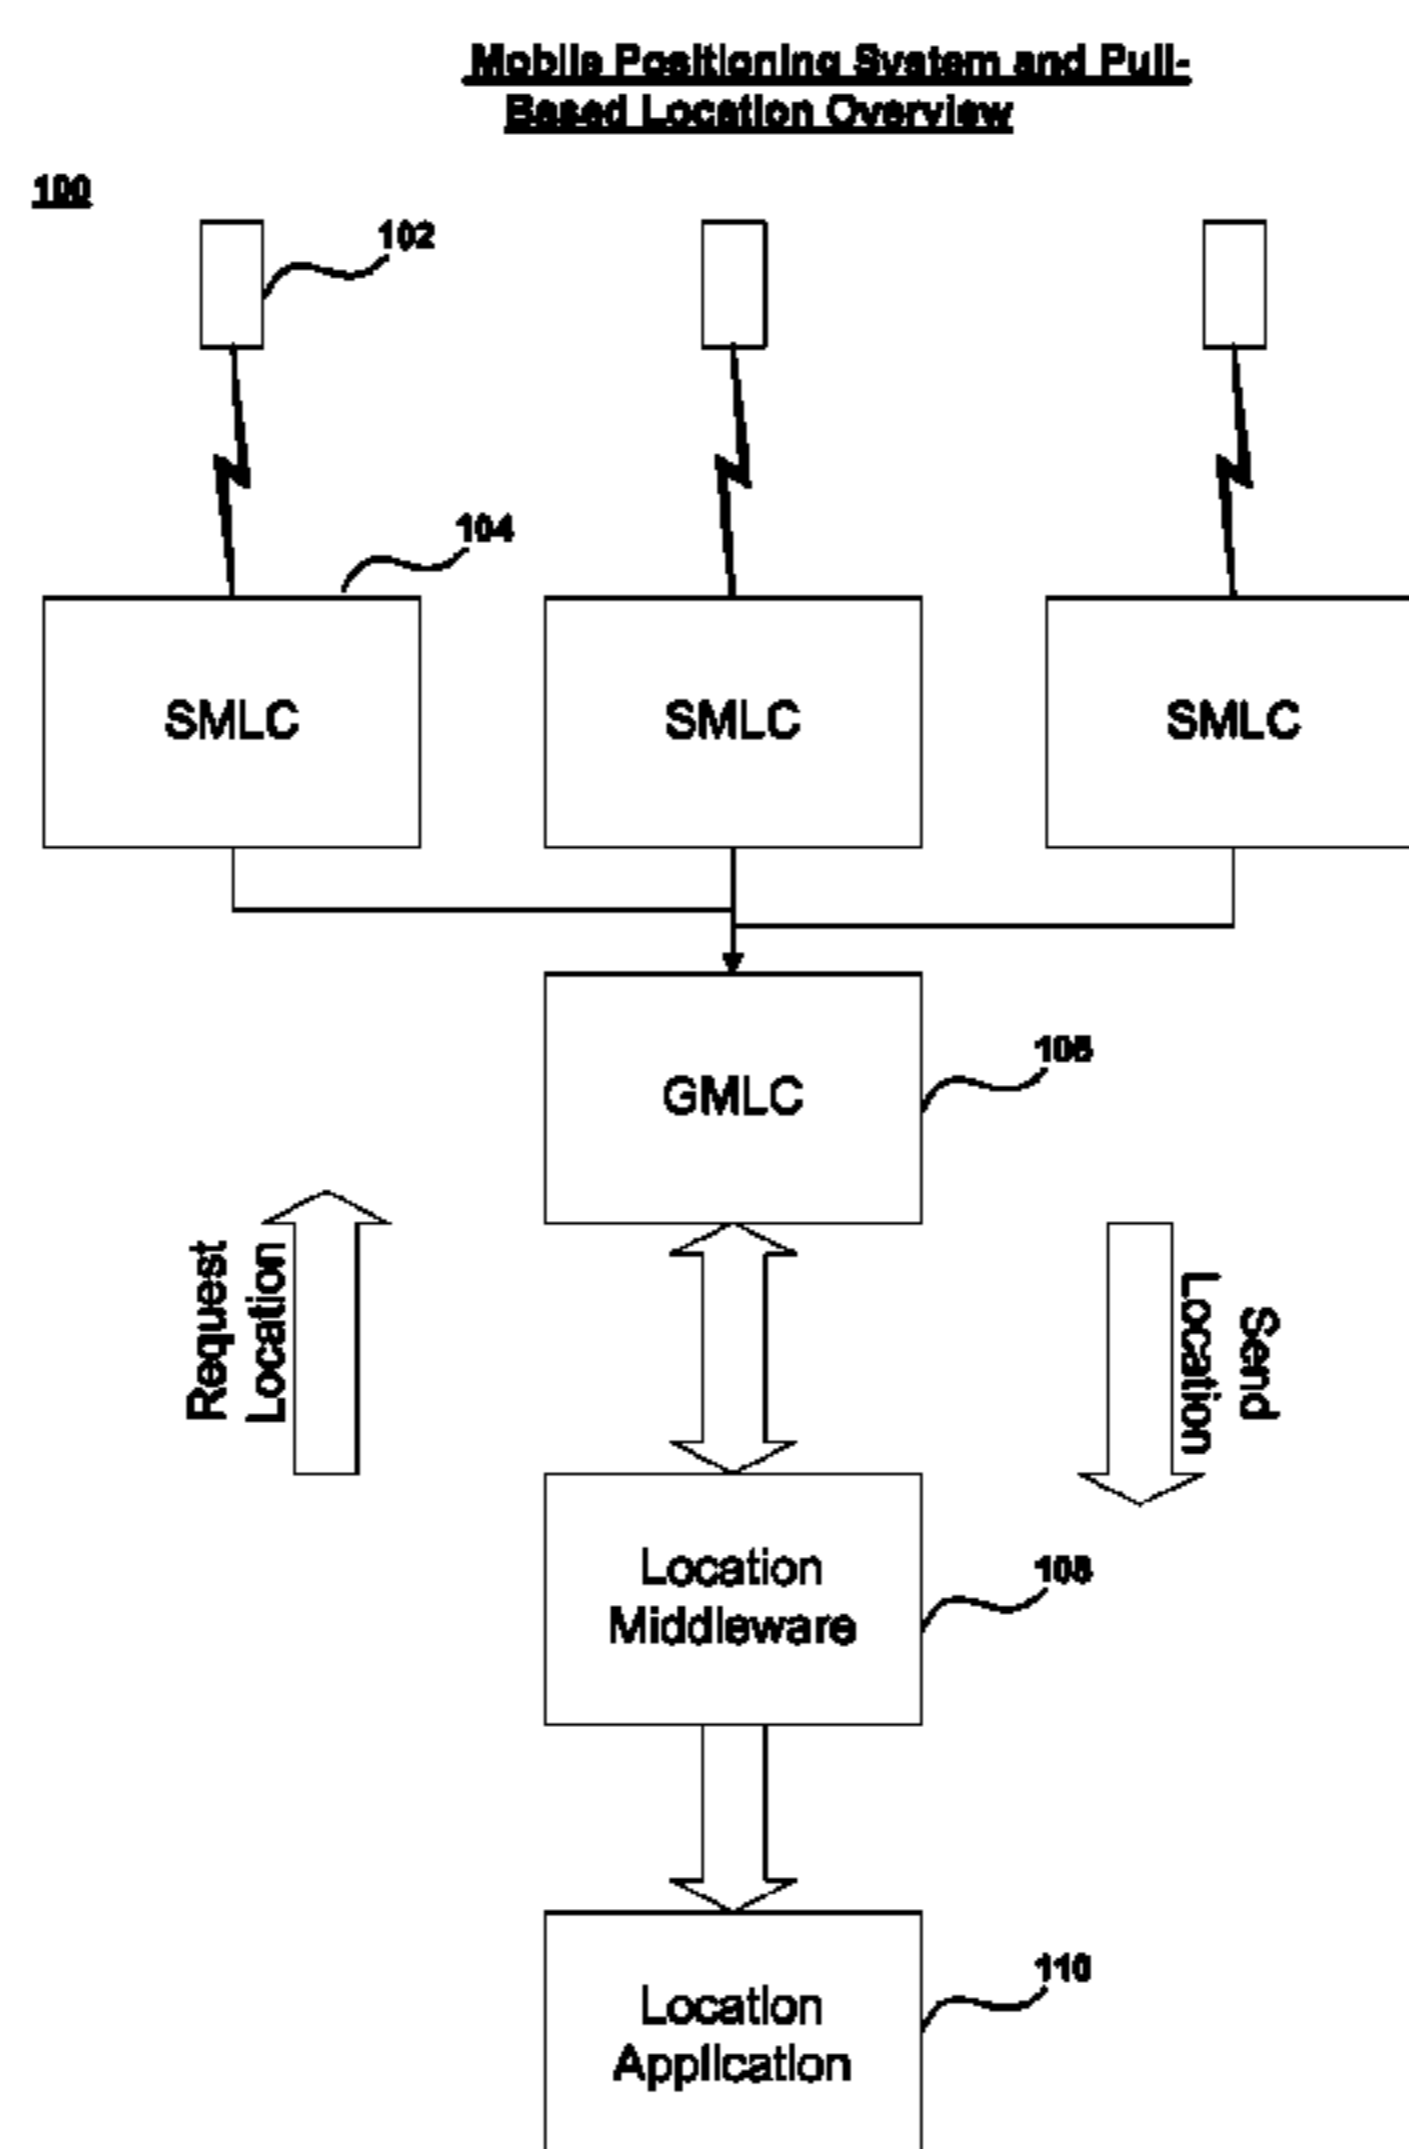 Mobile Positioning System and Pull-
Based Location Overview
100
102
104
SMLC
SMLC
SMLC
GMLC
106
Request
Location
Send
Location
Location
Middleware
108
Location
Application
110